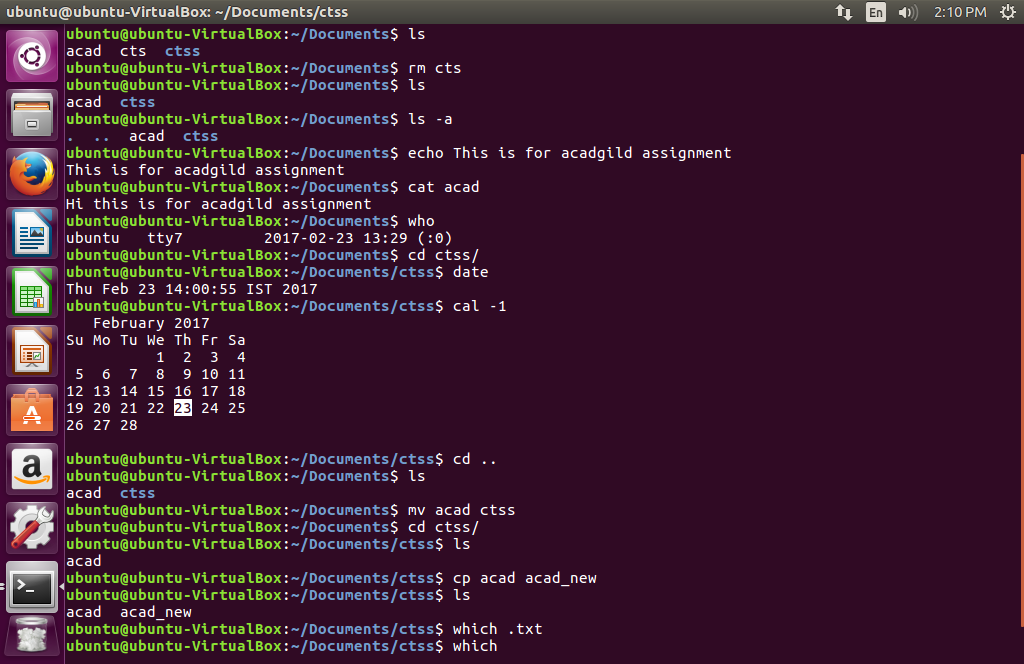 ubuntu@ubuntu-VirtualBox: ~/Documents/ctss En 2:10 PM
ubuntu@ubuntu-VirtualBox:~/Documents$ ls
acad  cts  ctss
ubuntu@ubuntu-VirtualBox:~/Documents$ rm cts
ubuntu@ubuntu-VirtualBox:~/Documents$ ls
acad  ctss
ubuntu@ubuntu-VirtualBox:~/Documents$ ls -a
.  ..  acad  ctss
ubuntu@ubuntu-VirtualBox:~/Documents$ echo This is for acadgild assignment
This is for acadgild assignment
ubuntu@ubuntu-VirtualBox:~/Documents$ cat acad
Hi this is for acadgild assignment
ubuntu@ubuntu-VirtualBox:~/Documents$ who
ubuntu   tty7         2017-02-23 13:29 (:0)
ubuntu@ubuntu-VirtualBox:~/Documents$ cd ctss/
ubuntu@ubuntu-VirtualBox:~/Documents/ctss$ date
Thu Feb 23 14:00:55 IST 2017
ubuntu@ubuntu-VirtualBox:~/Documents/ctss$ cal -1
   February 2017
Su Mo Tu We Th Fr Sa
          1  2  3  4
 5  6  7  8  9 10 11
12 13 14 15 16 17 18
19 20 21 22 23 24 25
26 27 28
ubuntu@ubuntu-VirtualBox:~/Documents/ctss$ cd ..
ubuntu@ubuntu-VirtualBox:~/Documents$ ls
acad  ctss
ubuntu@ubuntu-VirtualBox:~/Documents$ mv acad ctss
ubuntu@ubuntu-VirtualBox:~/Documents$ cd ctss/
ubuntu@ubuntu-VirtualBox:~/Documents/ctss$ ls
acad
ubuntu@ubuntu-VirtualBox:~/Documents/ctss$ cp acad acad_new
ubuntu@ubuntu-VirtualBox:~/Documents/ctss$ ls
acad  acad_new
ubuntu@ubuntu-VirtualBox:~/Documents/ctss$ which .txt
ubuntu@ubuntu-VirtualBox:~/Documents/ctss$ which